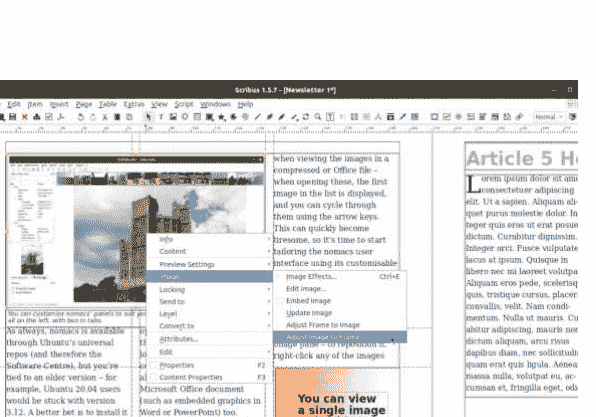 Scribus 1.5.7 - [Newsletter 1*]
Edit Item Insert Page Table Extras View Script Windows Help
Normal
You can customise nomacs' panels to suit
all on the left, with two in tabs.
As always, nomacs is available
through Ubuntu's universal
repos (and therefore the
Software Centre), but you're
tied to an older version – for
example, Ubuntu 20.04 users
would be stuck with version
3.12. A better bet is to install it
Info
Content
Preview Settings
Image
Locking
Send to
Level
Convert to
Attributes...
Edit
Properties F2
Content Properties F3
Microsoft Office document
(such as embedded graphics in
Word or PowerPoint) too.
when viewing the images in a
compressed or Office file –
when opening these, the first
image in the list is displayed,
and you can cycle through
them using the arrow keys.
This can quickly become
tiresome, so it's time to start
tailoring the nomacs user
interface using its customisable
Image Effects... Ctrl+E
Edit Image...
Embed Image
Update Image
Adjust Frame to Image
Adjust Image to Frame
image pane – to reposition it,
right-click any of the images
You can view
a single image
Article 5 He
Lorem ipsum dolor sit ame
consectetuer adipiscing
elit. Ut a sapien. Aliquam ali-
quet purus molestie dolor. In
teger quis eros ut erat posue
dictum. Curabitur dignissim.
Integer orci. Fusce vulputate
lacus at ipsum. Quisque in
libero nec mi laoreet volutpa
Aliquam eros pede, scelerisq
quis, tristique cursus, placer
convallis, velit. Nam condi-
mentum. Nulla ut mauris. Cu
abitur adipiscing, mauris nor
dictum aliquam, arcu risus
dapibus diam, nec sollicitudi
quam erat quis ligula. Aenea
massa nulla, volutpat eu, ac-
cumsan et, fringilla eget, odi